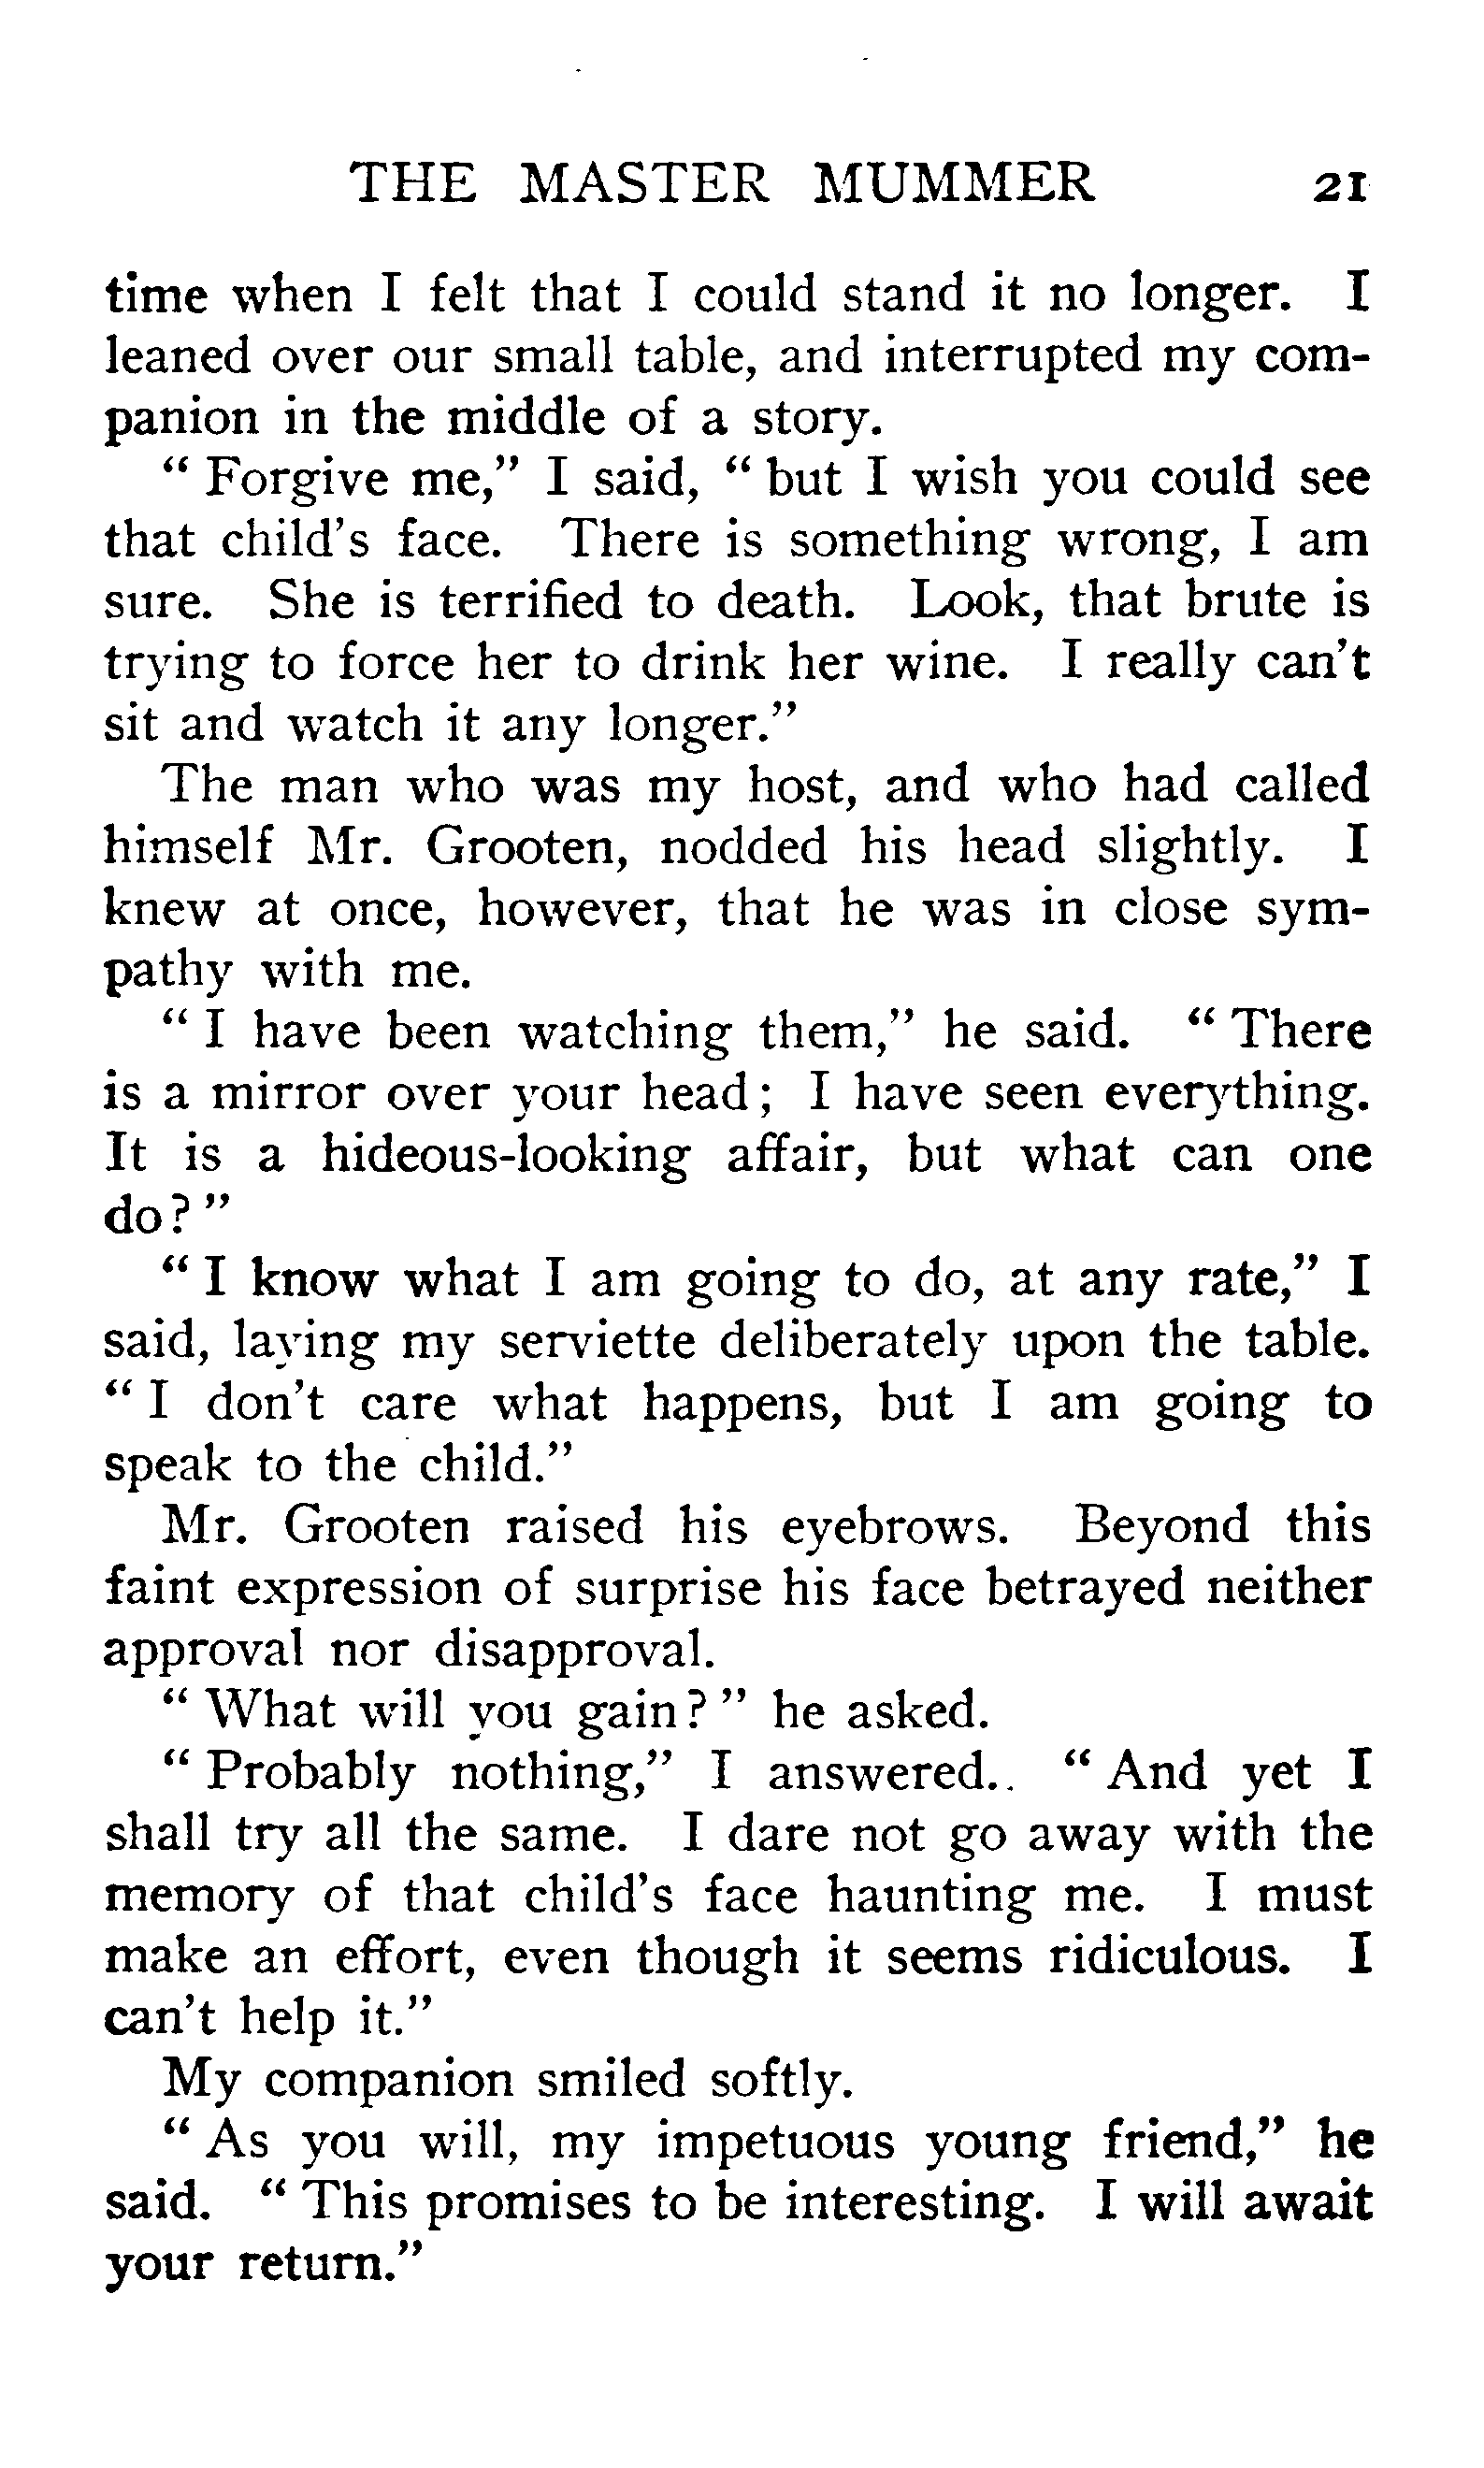 THE MASTER MUMMER 21
time when I felt that I could stand it no longer. I
leaned over our small table, and interrupted my com-
panion in the middle of a story.
“ Forgive me,” I said, “ but I wish you could see
that child’s face. There is something wrong, I am
sure. She is terrified to death. Look, that brute is
trying to force her to drink her wine. I really can’t
sit and watch it any longer.”
The man who was my host, and who had called
himself Mr. Grooten, nodded his head slightly. I
knew at once, however, that he was in close sym-
pathy with me.
“ I have been watching them,” he said. “ There
is a mirror over your head ; I have seen everything.
It is a hideous-looking affair, but what can one
do ? ”
“ I know what I am going to do, at any rate,” I
said, laying my serviette deliberately upon the table.
“ I don’t care what happens, but I am going to
speak to the child.”
Mr. Grooten raised his eyebrows. Beyond this
faint expression of surprise his face betrayed neither
approval nor disapproval.
“ What will you gain ? ” he asked.
“ Probably nothing,” I answered.. “ And yet I
shall try all the same. I dare not go away with the
memory of that child’s face haunting me. I must
make an effort, even though it seems ridiculous. I
can’t help it.”
My companion smiled softly.
“ As you will, my impetuous young friend,” he
said. “ This promises to be interesting. I will await
your return.”